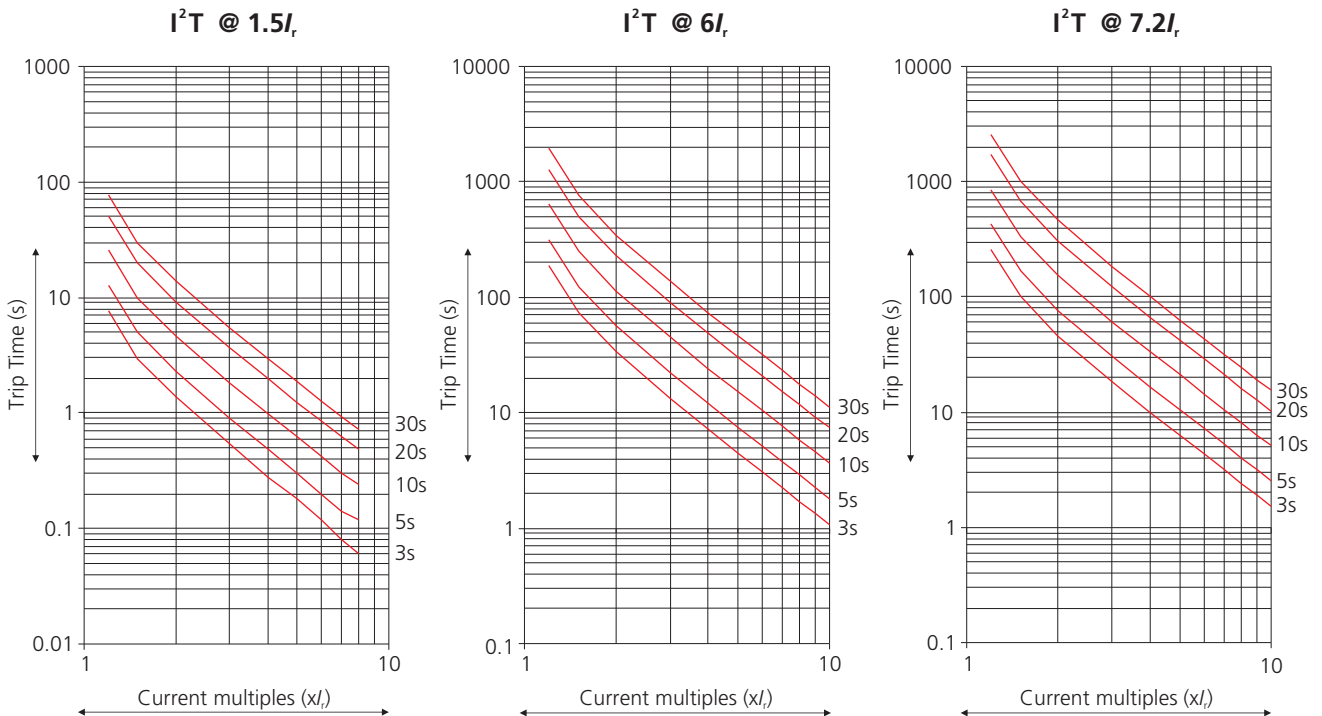 I²T @ 1.5Iᵣ
1000
100
10
1
0.1
0.01
Trip Time (s)
30s
20s
10s
5s
3s
1
10
Current multiples (xIᵣ)
I²T @ 6Iᵣ
10000
1000
100
10
1
0.1
Trip Time (s)
30s
20s
10s
5s
3s
1
10
Current multiples (xIᵣ)
I²T @ 7.2Iᵣ
10000
1000
100
10
1
0.1
Trip Time (s)
30s
20s
10s
5s
3s
1
10
Current multiples (xIᵣ)